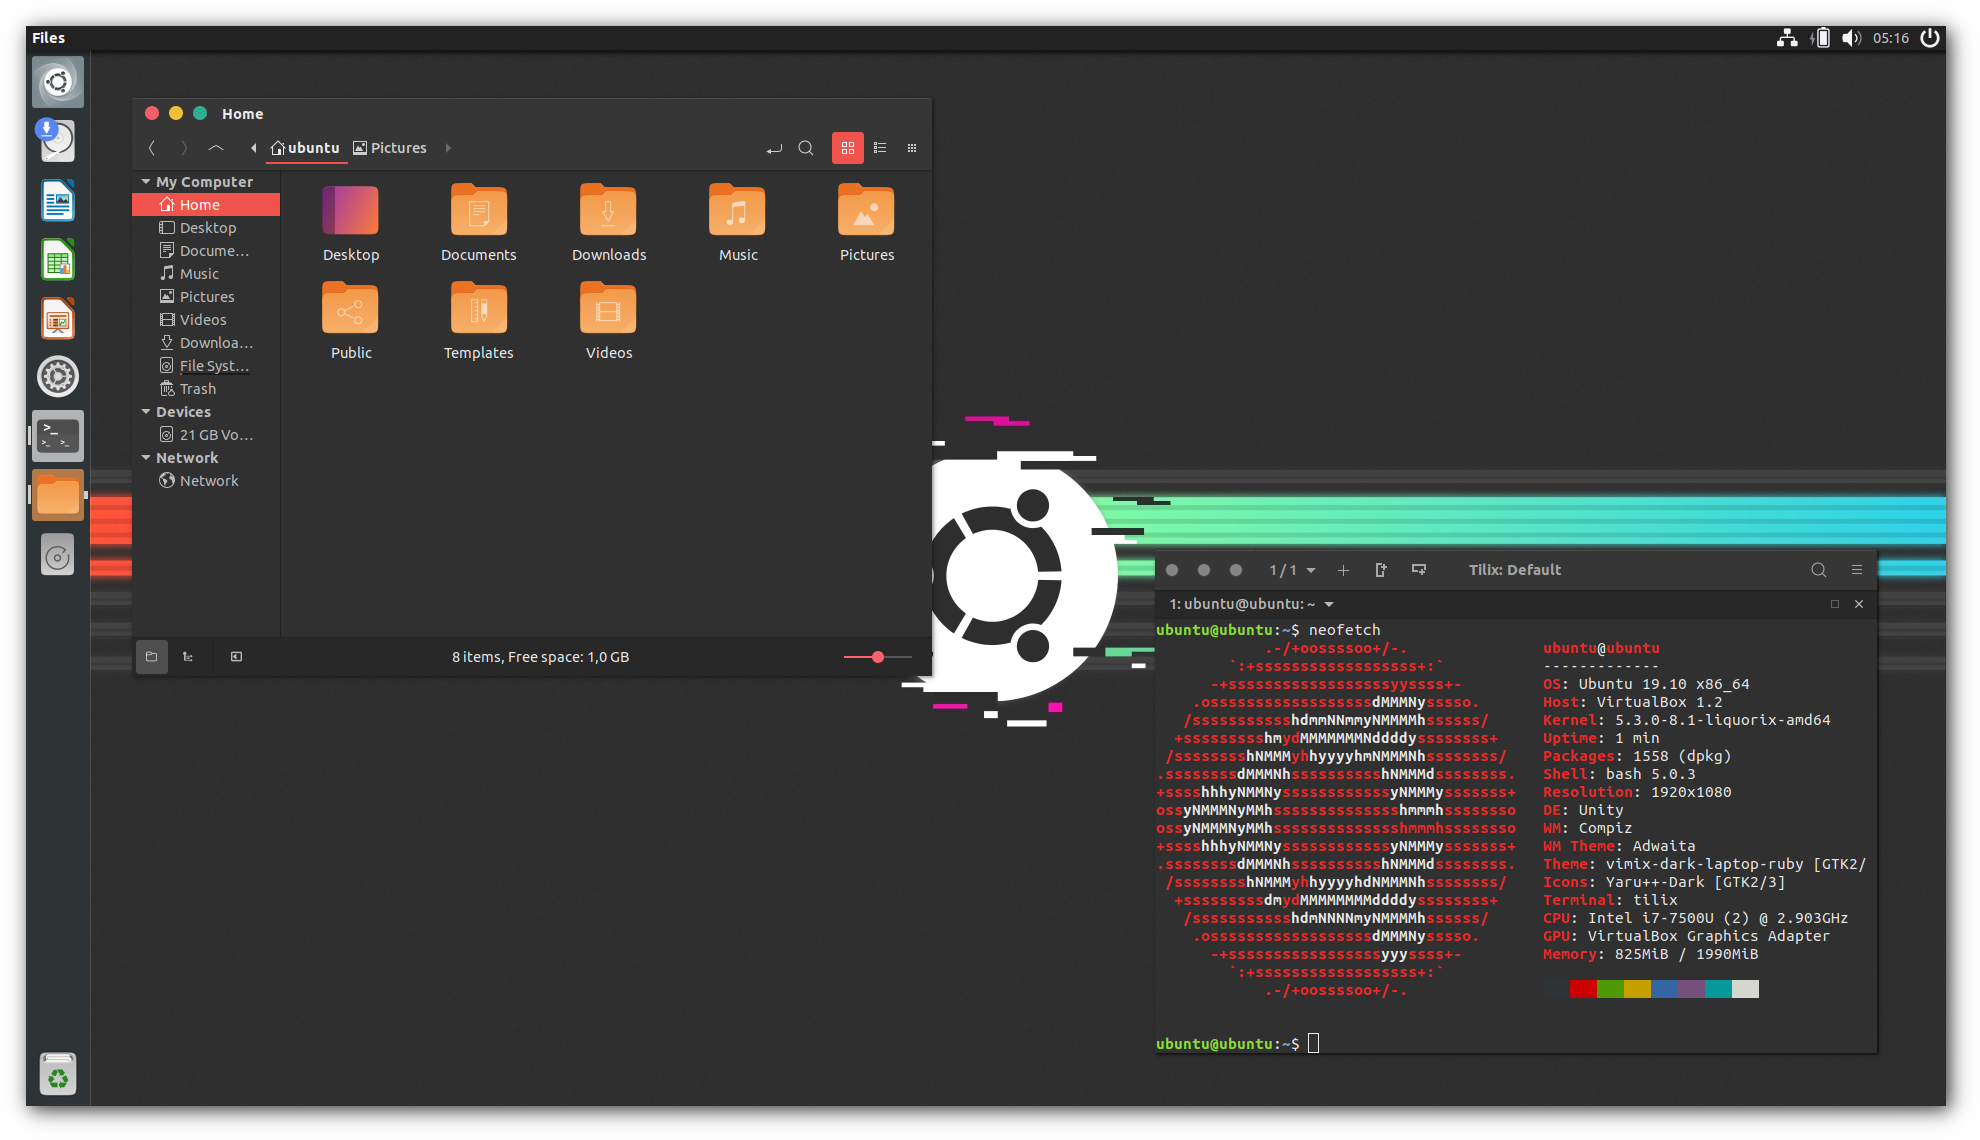 Files
05:16
Home
ubuntu
Pictures
My Computer
Home
Desktop
Docume...
Music
Pictures
Videos
Downloa...
File Syst...
Trash
Devices
21 GB Vo...
Network
Network
Desktop
Documents
Downloads
Music
Pictures
Public
Templates
Videos
8 items, Free space: 1,0 GB
1 / 1
Tilix: Default
1: ubuntu@ubuntu: ~
ubuntu@ubuntu:~$ neofetch
.-/+oossssoo+/-.
`:+ssssssssssssssssss+:`
-+ssssssssssssssssssyyssss+-
.ossssssssssssssssssdMMMNysssso.
/ssssssssssshdmmNNmmyNMMMMhssssss/
+ssssssssshmydMMMMMMMNddddyssssssss+
/sssssssshNMMMyhhyyyyhmNMMMNhssssssss/
.ssssssssdMMMNhsssssssssshNMMMdssssssss.
+sssshhhyNMMNyssssssssssssyNMMMysssssss+
ossyNMMMNyMMhsssssssssssssshmmmhssssssso
ossyNMMMNyMMhsssssssssssssshmmmhssssssso
+sssshhhyNMMNyssssssssssssyNMMMysssssss+
.ssssssssdMMMNhsssssssssshNMMMdssssssss.
/sssssssshNMMMyhhyyyyhdNMMMNhssssssss/
+sssssssssdmydMMMMMMMMddddyssssssss+
/ssssssssssshdmNNNNmyNMMMMhssssss/
.ossssssssssssssssssdMMMNysssso.
-+sssssssssssssssssyyyssss+-
`:+ssssssssssssssssss+:`
.-/+oossssoo+/-.
ubuntu@ubuntu
-------------
OS: Ubuntu 19.10 x86_64
Host: VirtualBox 1.2
Kernel: 5.3.0-8.1-liquorix-amd64
Uptime: 1 min
Packages: 1558 (dpkg)
Shell: bash 5.0.3
Resolution: 1920x1080
DE: Unity
WM: Compiz
WM Theme: Adwaita
Theme: vimix-dark-laptop-ruby [GTK2/
Icons: Yaru++-Dark [GTK2/3]
Terminal: tilix
CPU: Intel i7-7500U (2) @ 2.903GHz
GPU: VirtualBox Graphics Adapter
Memory: 825MiB / 1990MiB
ubuntu@ubuntu:~$